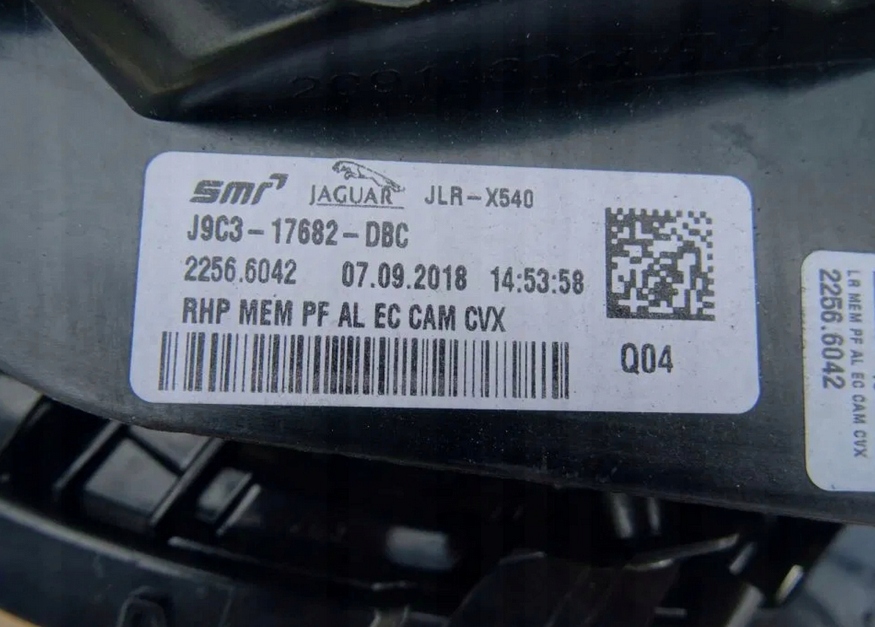 smr JAGUAR JLR-X540
J9C3-17682-DBC
2256.6042 07.09.2018 14:53:58
RHP MEM PF AL EC CAM CVX
Q04
LR MEM PF AL EC CAM CVX
2256.6042